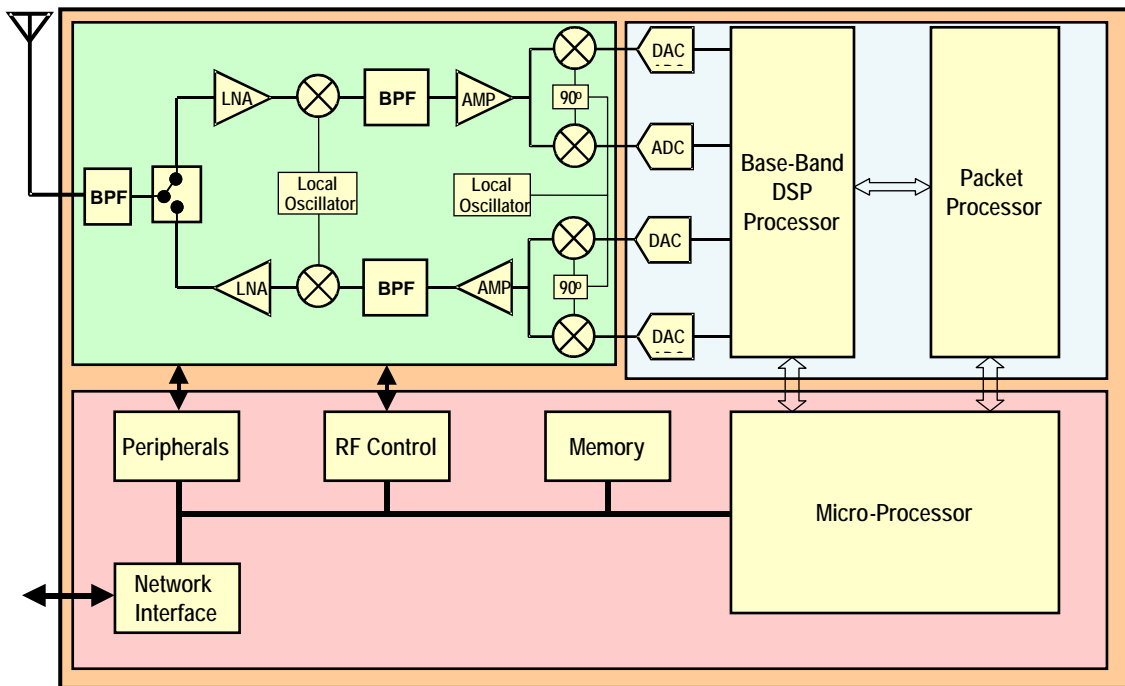 DAC
LNA
BPF
AMP
90º
ADC
BPF
Local
Oscillator
Local
Oscillator
Base-Band
DSP
Processor
Packet
Processor
DAC
LNA
BPF
AMP
90º
DAC
Peripherals
RF Control
Memory
Micro-Processor
Network
Interface